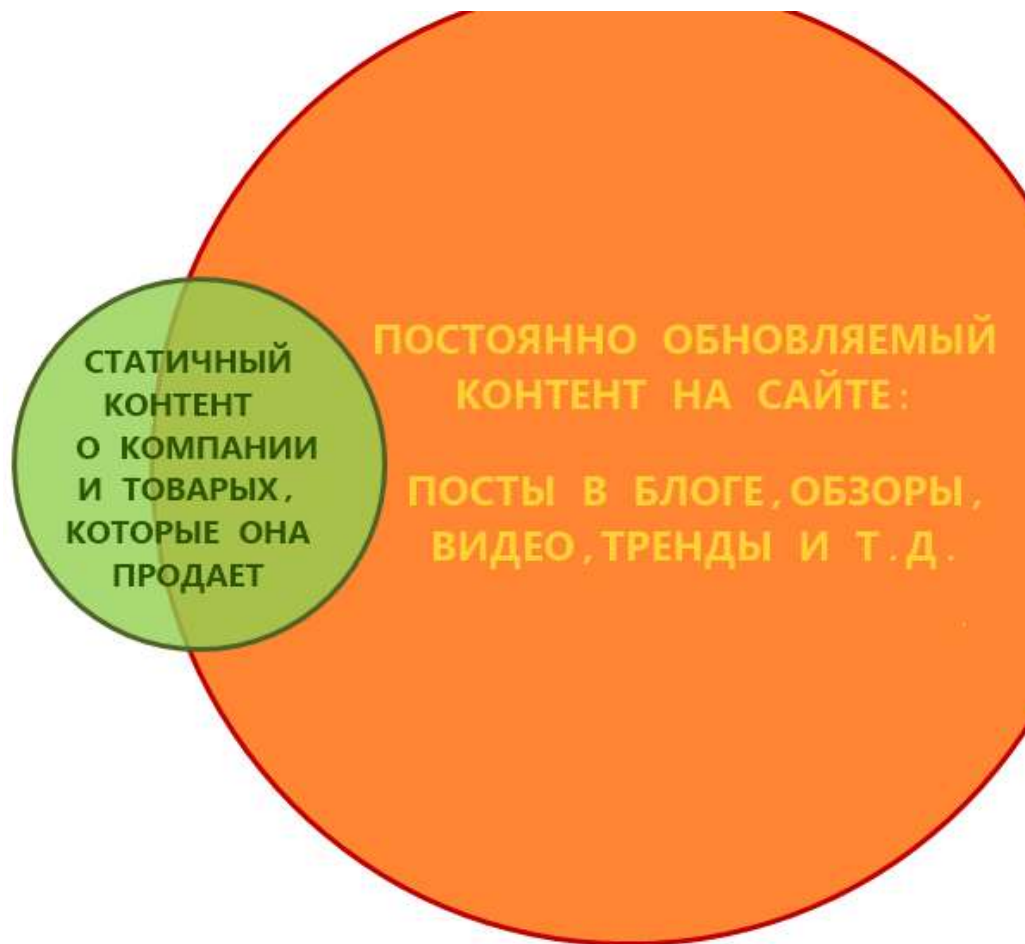 СТАТИЧНЫЙ
КОНТЕНТ
О КОМПАНИИ
И ТОВАРЫХ,
КОТОРЫЕ ОНА
ПРОДАЕТ
ПОСТОЯННО ОБНОВЛЯЕМЫЙ
КОНТЕНТ НА САЙТЕ:
ПОСТЫ В БЛОГЕ, ОБЗОРЫ,
ВИДЕО, ТРЕНДЫ И Т.Д.